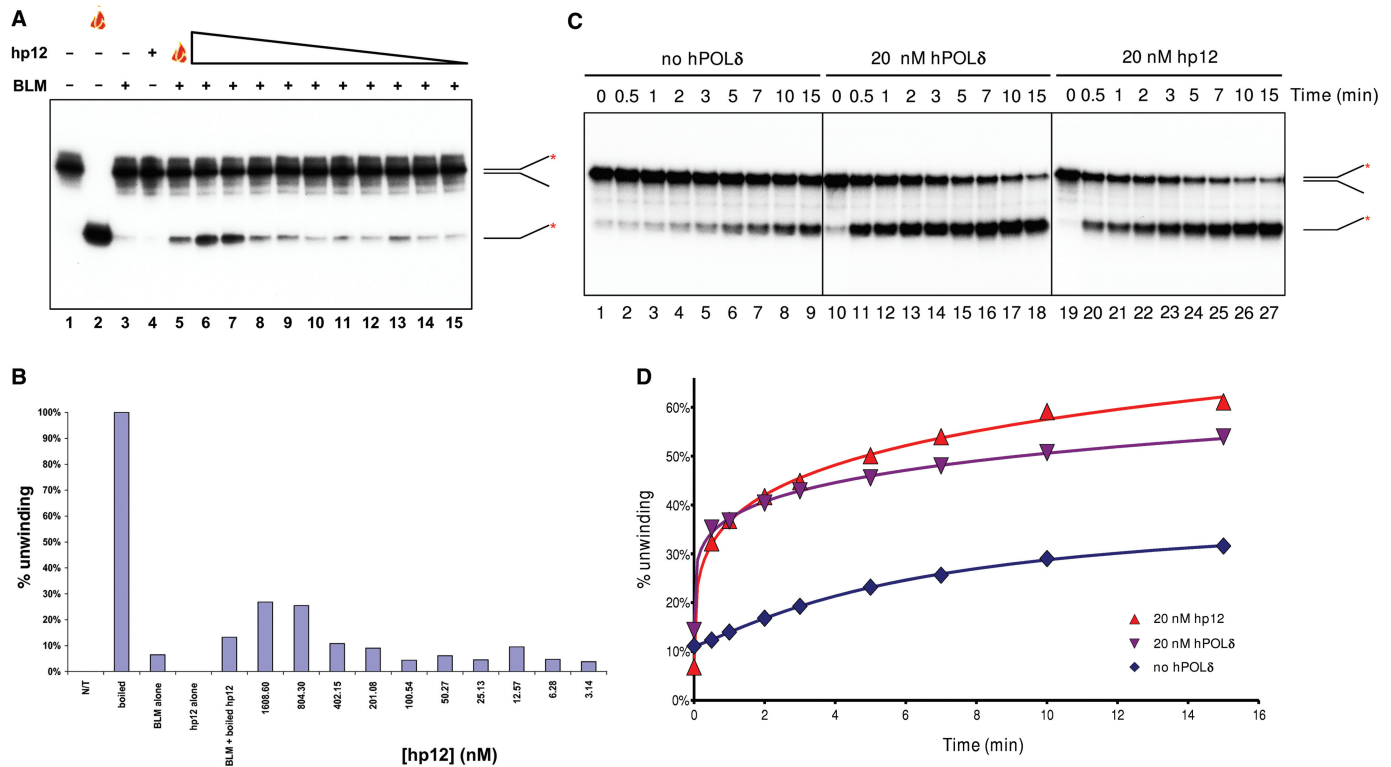 A
hp12 – – – +
BLM – – + – + + + + + + + + + + +
*
*
1 2 3 4 5 6 7 8 9 10 11 12 13 14 15
B
% unwinding
100%
90%
80%
70%
60%
50%
40%
30%
20%
10%
0%
N/T boiled BLM alone hp12 alone BLM + boiled hp12 1608.60 804.30 402.15 201.08 100.54 50.27 25.13 12.57 6.28 3.14
[hp12] (nM)
C
no hPOLδ 20 nM hPOLδ 20 nM hp12
0 0.5 1 2 3 5 7 10 15 0 0.5 1 2 3 5 7 10 15 0 0.5 1 2 3 5 7 10 15 Time (min)
*
*
1 2 3 4 5 6 7 8 9 10 11 12 13 14 15 16 17 18 19 20 21 22 23 24 25 26 27
D
% unwinding
60%
50%
40%
30%
20%
10%
0%
20 nM hp12
20 nM hPOLδ
no hPOLδ
0 2 4 6 8 10 12 14 16
Time (min)